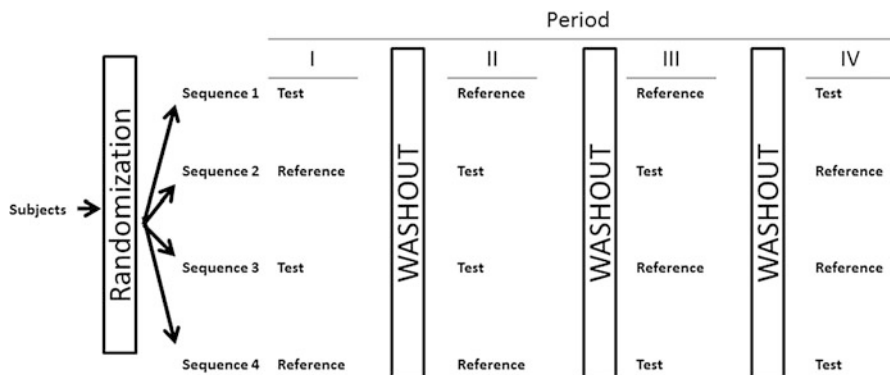 Period
I II III IV
Sequence 1 Test Reference Reference Test
Sequence 2 Reference Test Test Reference
Subjects
Randomization
WASHOUT
WASHOUT
WASHOUT
Sequence 3 Test Test Reference Reference
Sequence 4 Reference Reference Test Test